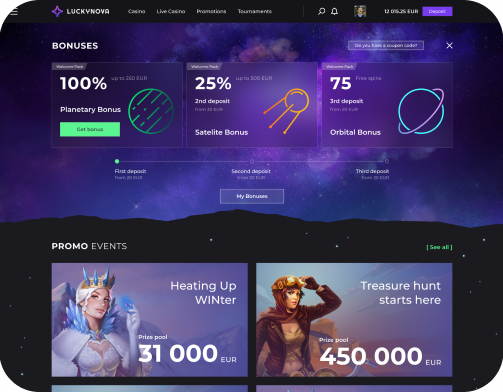 LUCKYNOVA Casino Live Casino Promotions Tournaments 12 015.25 EUR Deposit
BONUSES Do you have a coupon code?
Welcome Pack Welcome Pack Welcome Pack
100% up to 250 EUR 25% up to 500 EUR 75 Free spins
2nd deposit 3rd deposit
from 20 EUR from 20 EUR
Planetary Bonus
Get bonus Satelite Bonus Orbital Bonus
First deposit Second deposit Third deposit
from 20 EUR from 20 EUR from 20 EUR
My Bonuses
PROMO EVENTS [ See all ]
Heating Up
WINter
Prize pool
31 000 EUR
Treasure hunt
starts here
Prize pool
450 000 EUR